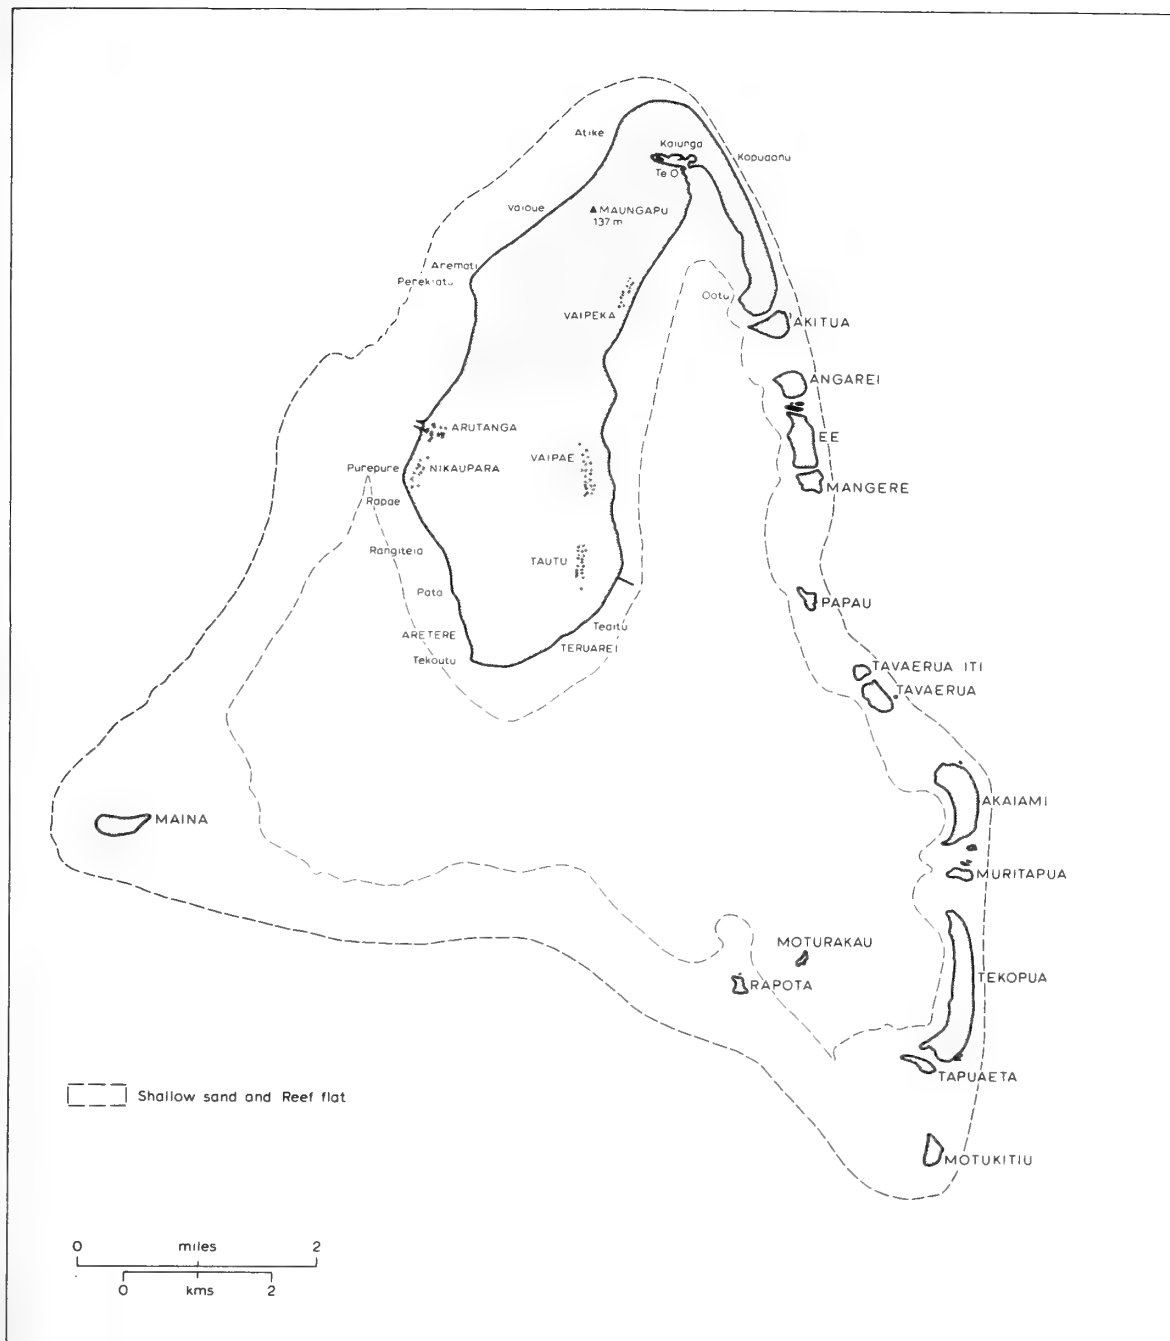 Atike
Kaiunga
Kopuaonu
Te O
Vaioue
▲ MAUNGAPU
137 m
Aremati
Perekiatu
Ootu
VAIPEKA
AKITUA
ANGAREI
ARUTANGA
EE
VAIPAE
Purepure
NIKAUPARA
MANGERE
Rapae
Rangiteia
TAUTU
Pata
PAPAU
Teaitu
ARETERE
TERUAREI
Tekoutu
TAVAERUA ITI
TAVAERUA
AKAIAMI
MAINA
MURITAPUA
MOTURAKAU
TEKOPUA
RAPOTA
TAPUAETA
Shallow sand and Reef flat
MOTUKITIU
0 miles 2
0 kms 2